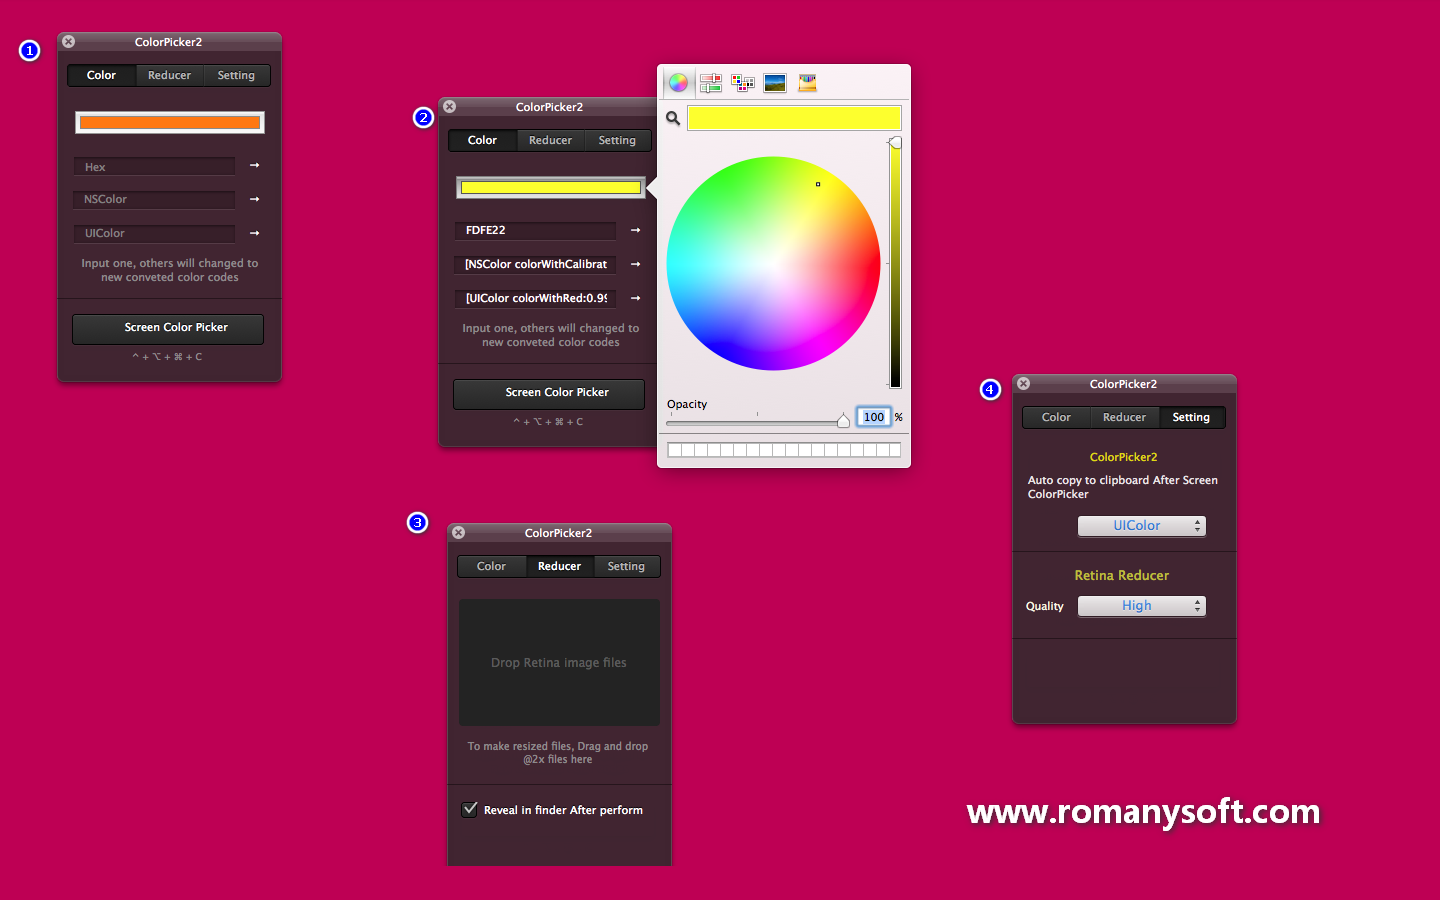 1
ColorPicker2
Color Reducer Setting
Hex →
NSColor →
UIColor →
Input one, others will changed to
new conveted color codes
Screen Color Picker
^ + ⌥ + ⌘ + C
2
ColorPicker2
Color Reducer Setting
FDFE22 →
[NSColor colorWithCalibrat →
[UIColor colorWithRed:0.99 →
Input one, others will changed to
new conveted color codes
Screen Color Picker
^ + ⌥ + ⌘ + C
Opacity
100 %
3
ColorPicker2
Color Reducer Setting
Drop Retina image files
To make resized files, Drag and drop
@2x files here
Reveal in finder After perform
4
ColorPicker2
Color Reducer Setting
ColorPicker2
Auto copy to clipboard After Screen
ColorPicker
UIColor
Retina Reducer
Quality High
www.romanysoft.com